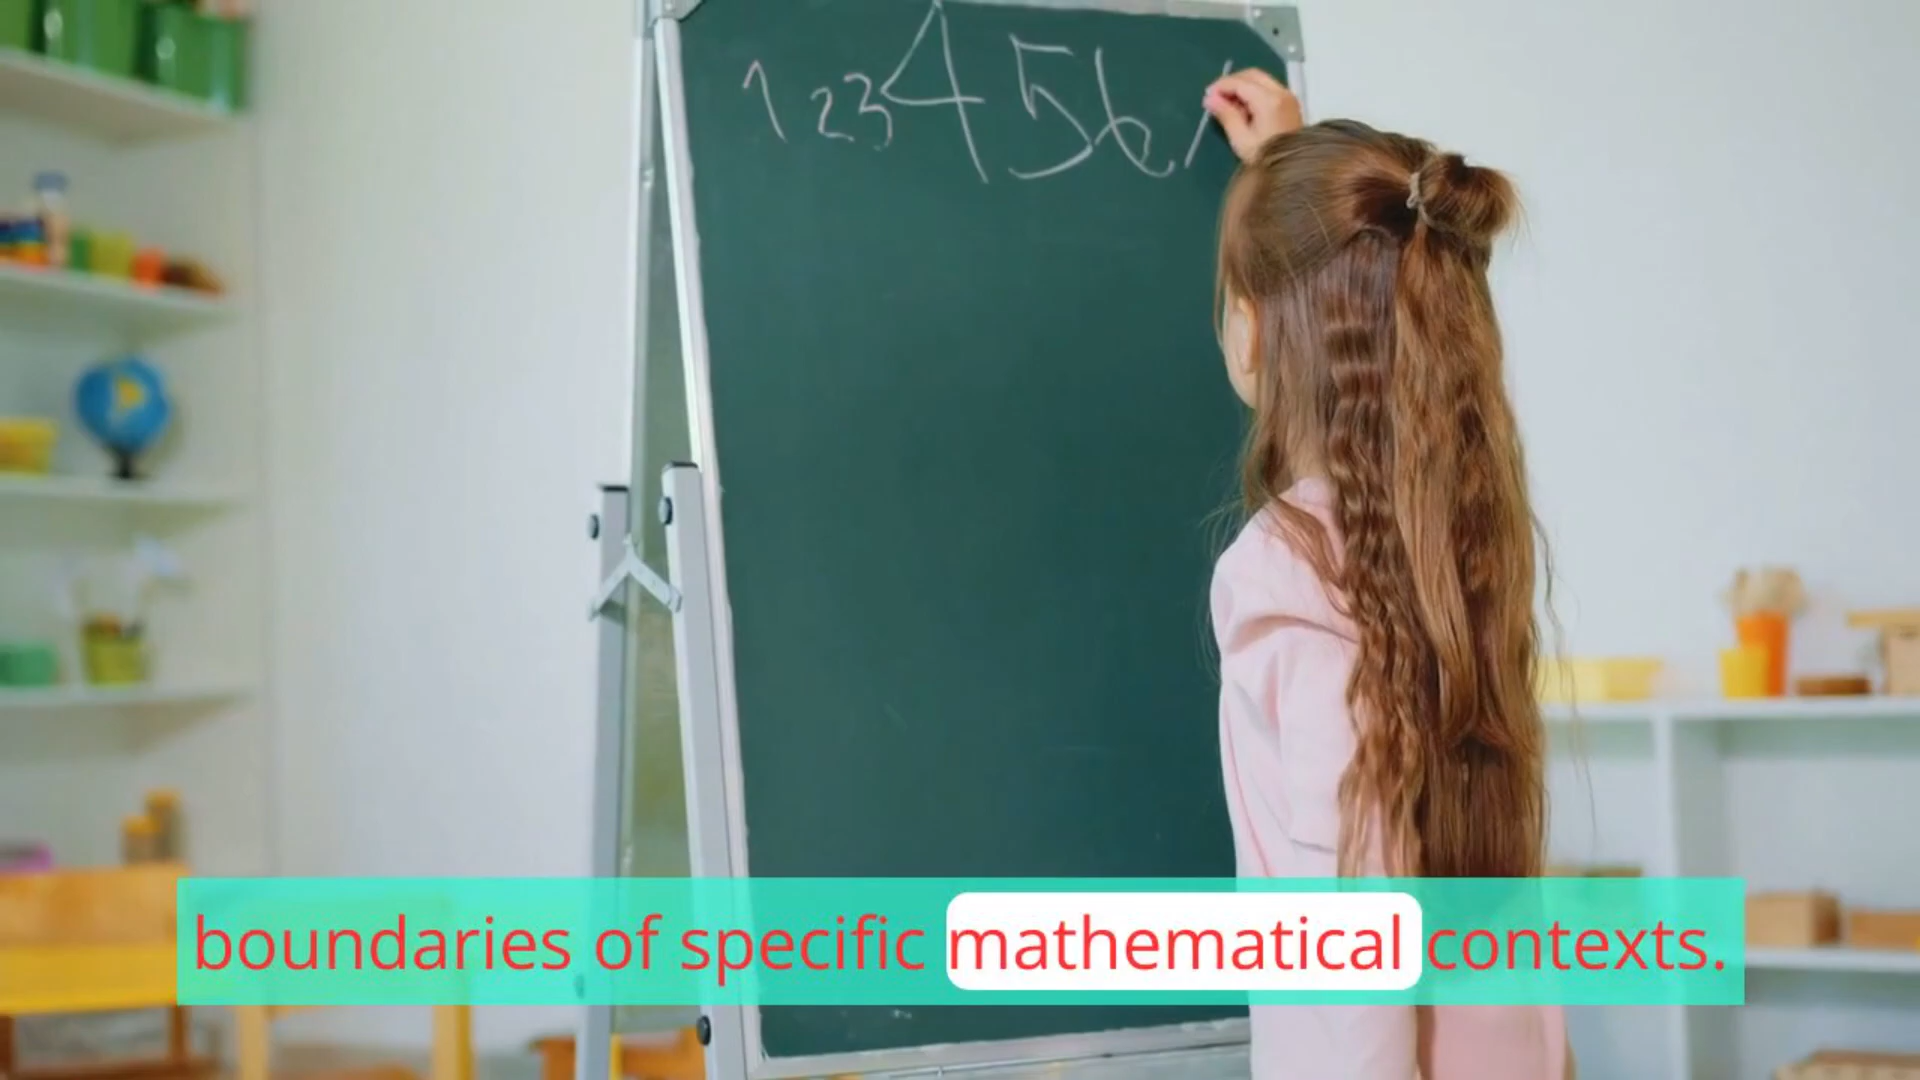 1 2 3 4 5 6
boundaries of specific mathematical contexts.